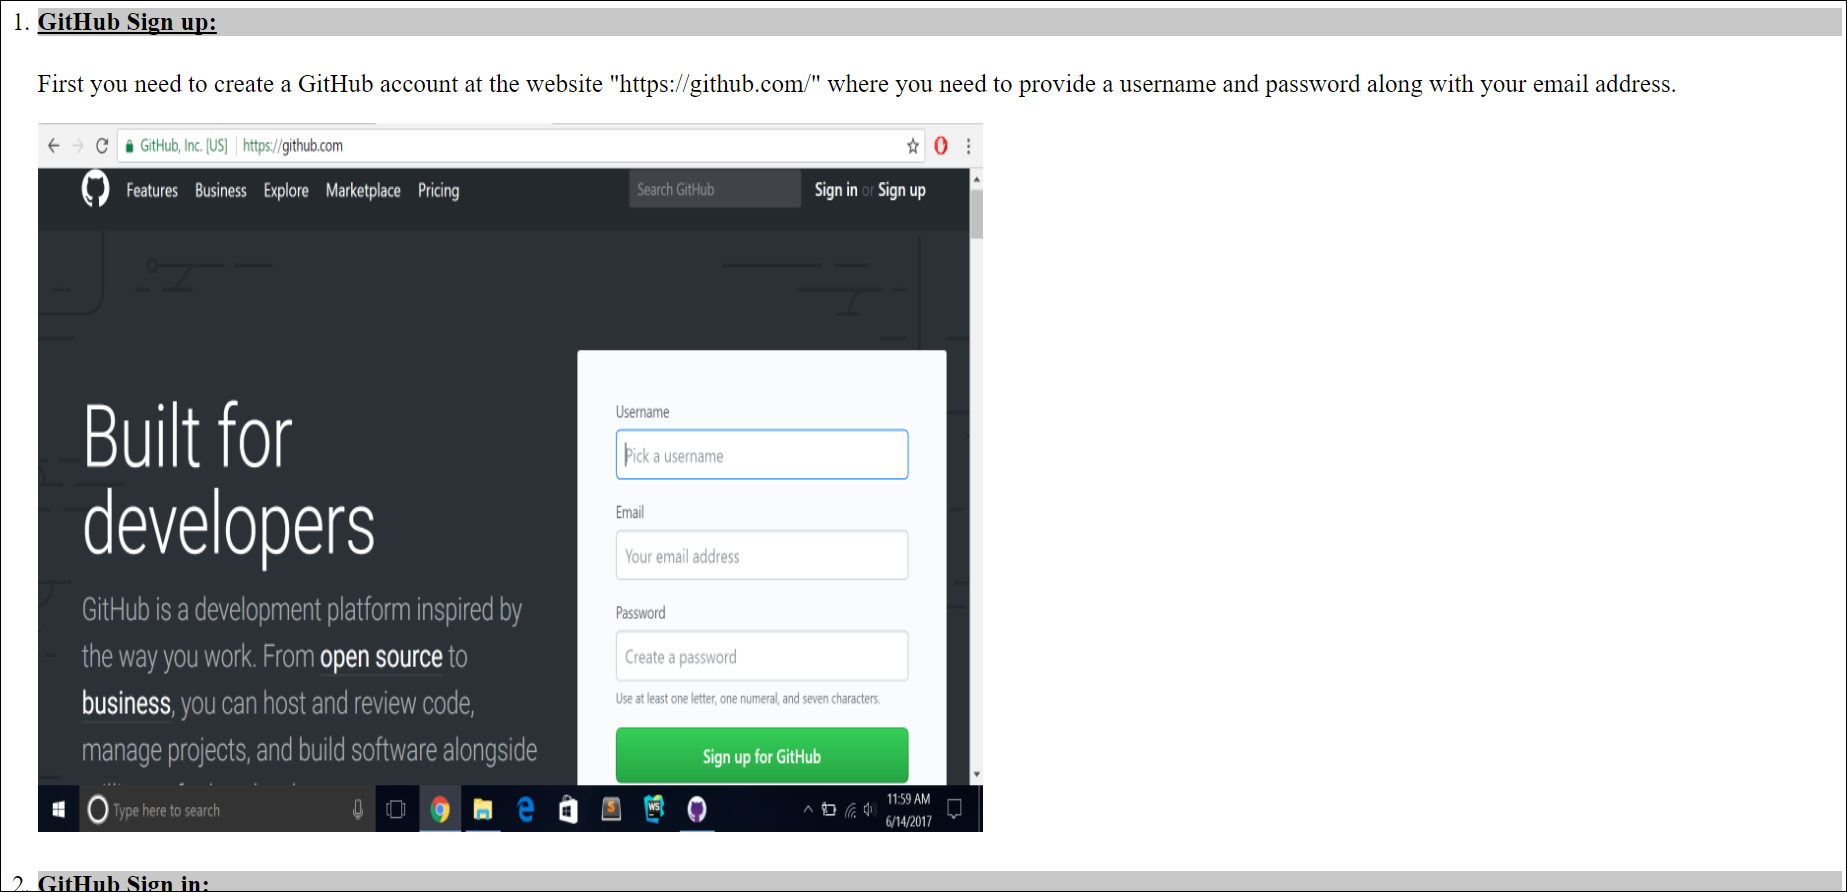 1. GitHub Sign up:
First you need to create a GitHub account at the website "https://github.com/" where you need to provide a username and password along with your email address.
GitHub, Inc. [US] https://github.com
Features Business Explore Marketplace Pricing Search GitHub Sign in or Sign up
Built for
developers
GitHub is a development platform inspired by
the way you work. From open source to
business, you can host and review code,
manage projects, and build software alongside
Username
Pick a username
Email
Your email address
Password
Create a password
Use at least one letter, one numeral, and seven characters.
Sign up for GitHub
Type here to search
S
WS
11:59 AM
6/14/2017
2. GitHub Sign in: